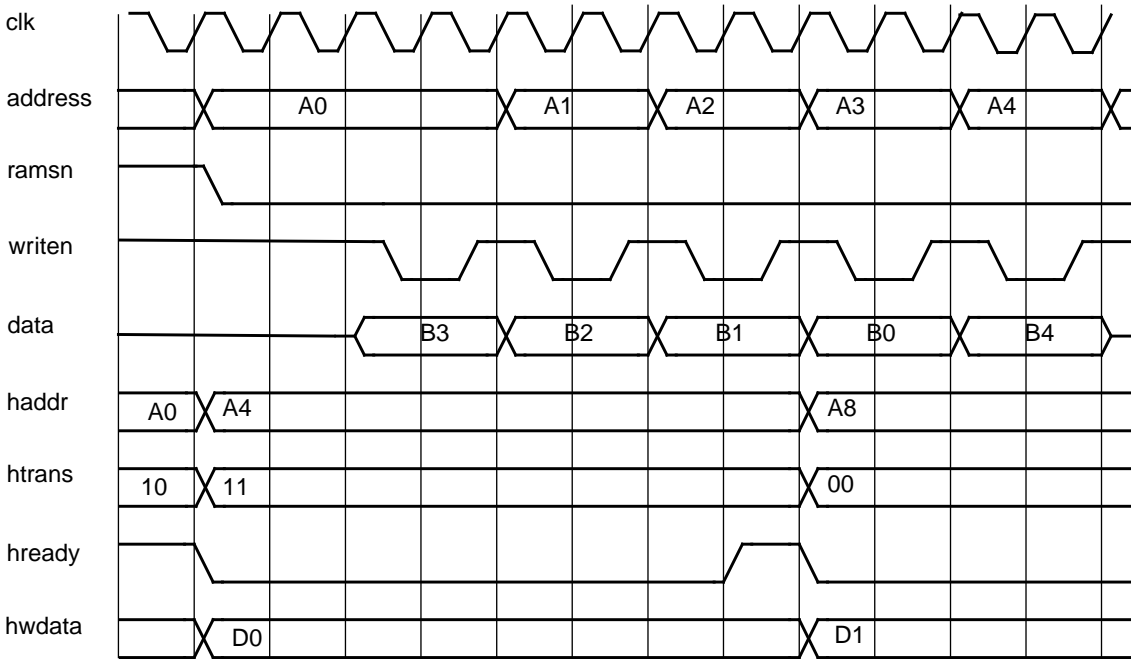 clk
address A0 A1 A2 A3 A4
ramsn
writen
data B3 B2 B1 B0 B4
haddr A0 A4 A8
htrans 10 11 00
hready
hwdata D0 D1